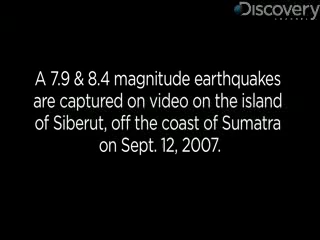 Discovery
CHANNEL
A 7.9 & 8.4 magnitude earthquakes
are captured on video on the island
of Siberut, off the coast of Sumatra
on Sept. 12, 2007.